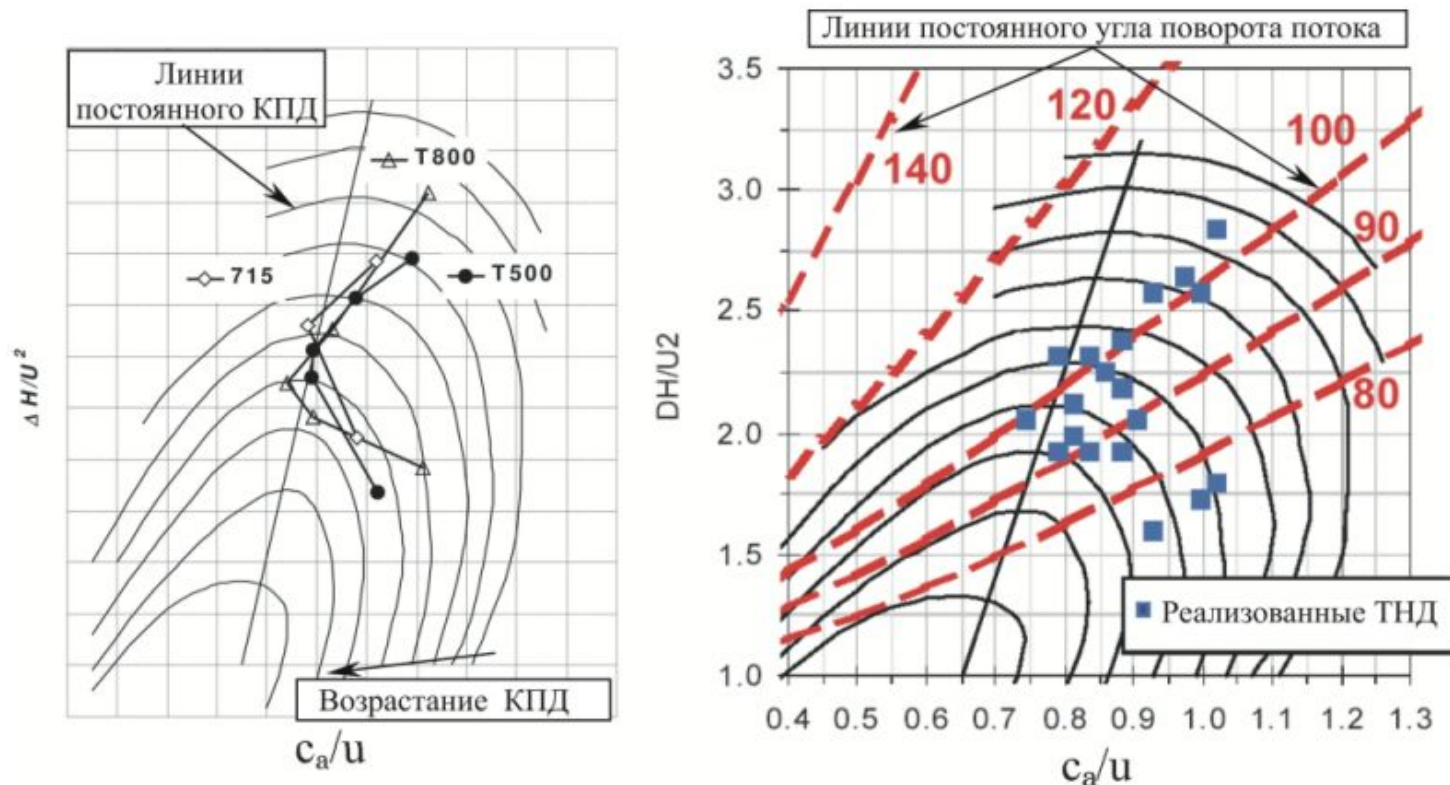 Линии
постоянного КПД
T800
715
T500
Δ H/U²
Возрастание КПД
cₐ/u
Линии постоянного угла поворота потока
3.5
3.0
2.5
2.0
1.5
1.0
DH/U2
140
120
100
90
80
Реализованные ТНД
0.4 0.5 0.6 0.7 0.8 0.9 1.0 1.1 1.2 1.3
cₐ/u